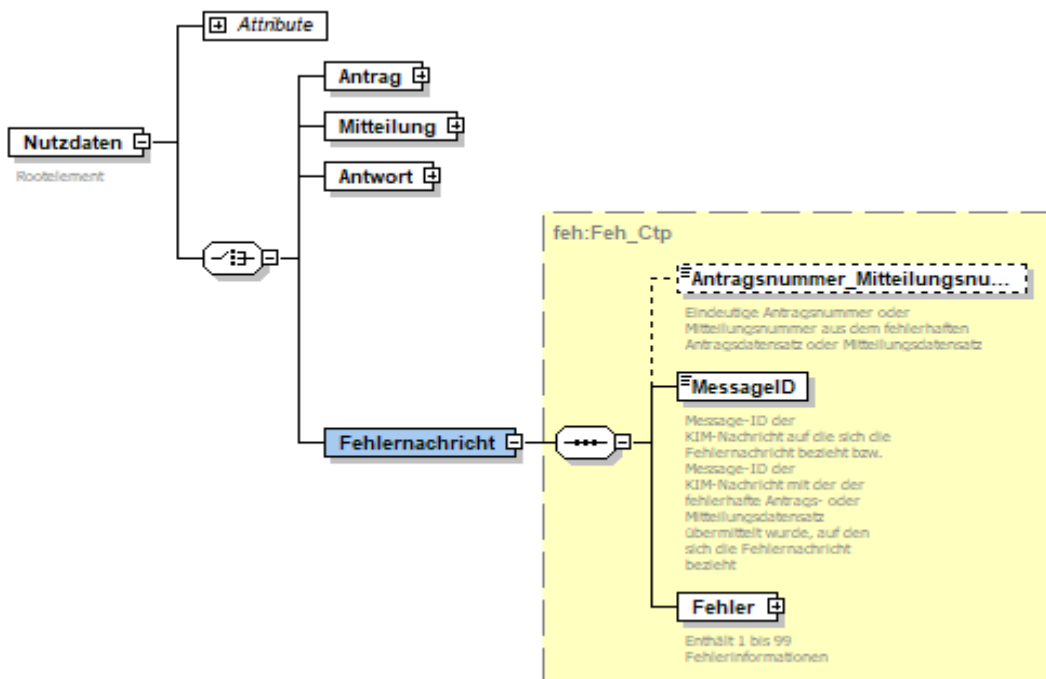 Attribute
Antrag
Mitteilung
Nutzdaten
Rootelement
Antwort
feh:Feh_Ctp
Antragsnummer_Mitteilungsnu...
Eindeutige Antragsnummer oder
Mitteilungsnummer aus dem fehlerhaften
Antragsdatensatz oder Mitteilungsdatensatz
MessageID
Message-ID der
KIM-Nachricht auf die sich die
Fehlernachricht bezieht bzw.
Message-ID der
KIM-Nachricht mit der der
fehlerhafte Antrags- oder
Mitteilungsdatensatz
übermittelt wurde, auf den
sich die Fehlernachricht
bezieht
Fehlernachricht
Fehler
Enthält 1 bis 99
Fehlerinformationen